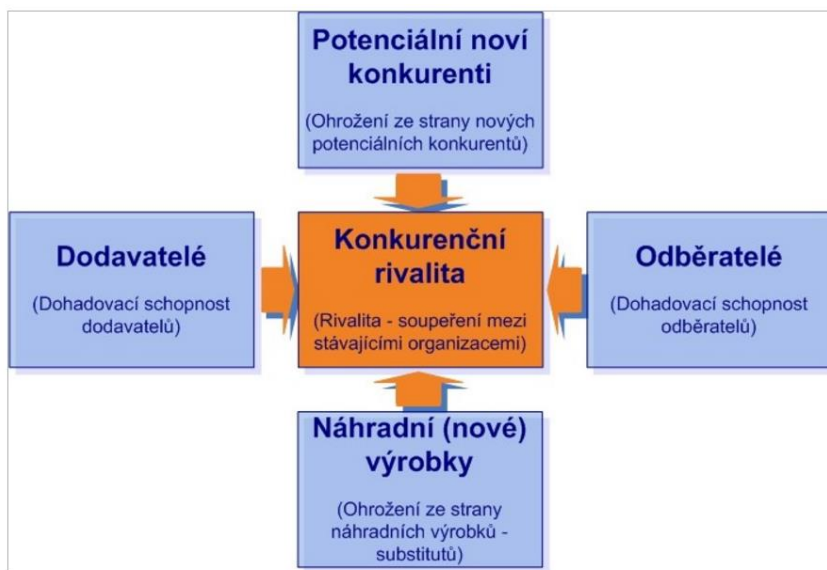 Potenciální noví
konkurenti
(Ohrožení ze strany nových
potenciálních konkurentů)
Dodavatelé
(Dohadovací schopnost
dodavatelů)
Konkurenční
rivalita
(Rivalita - soupeření mezi
stávajícími organizacemi)
Odběratelé
(Dohadovací schopnost
odběratelů)
Náhradní (nové)
výrobky
(Ohrožení ze strany
náhradních výrobků -
substitutů)